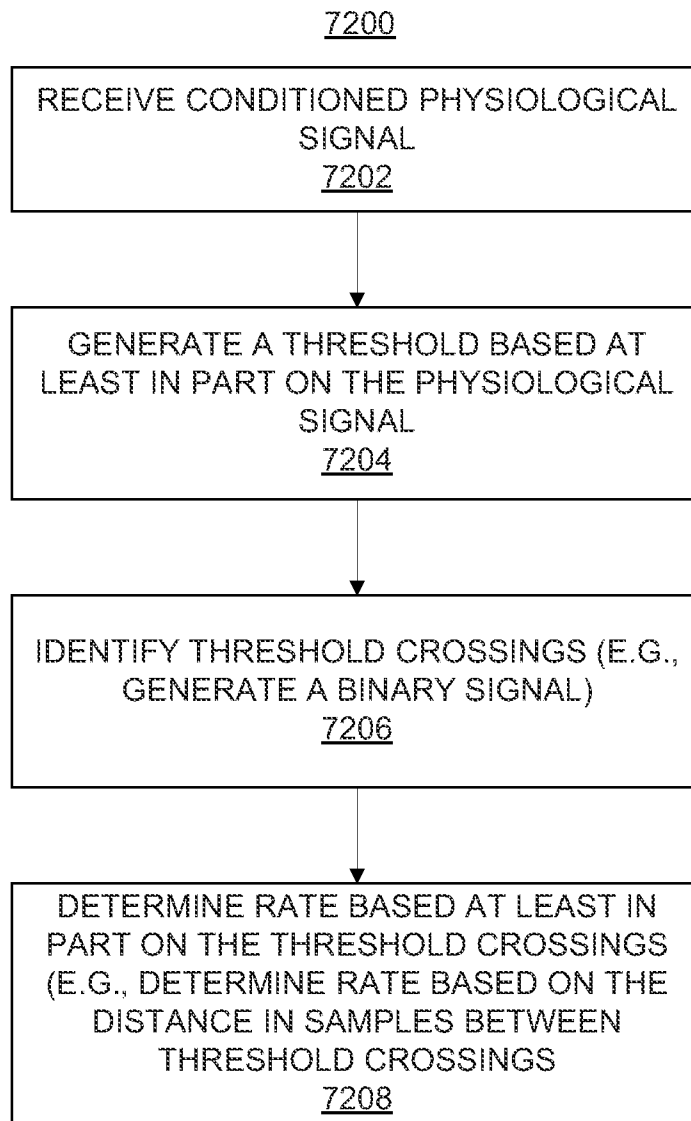 7200
RECEIVE CONDITIONED PHYSIOLOGICAL
SIGNAL
7202
GENERATE A THRESHOLD BASED AT
LEAST IN PART ON THE PHYSIOLOGICAL
SIGNAL
7204
IDENTIFY THRESHOLD CROSSINGS (E.G.,
GENERATE A BINARY SIGNAL)
7206
DETERMINE RATE BASED AT LEAST IN
PART ON THE THRESHOLD CROSSINGS
(E.G., DETERMINE RATE BASED ON THE
DISTANCE IN SAMPLES BETWEEN
THRESHOLD CROSSINGS
7208